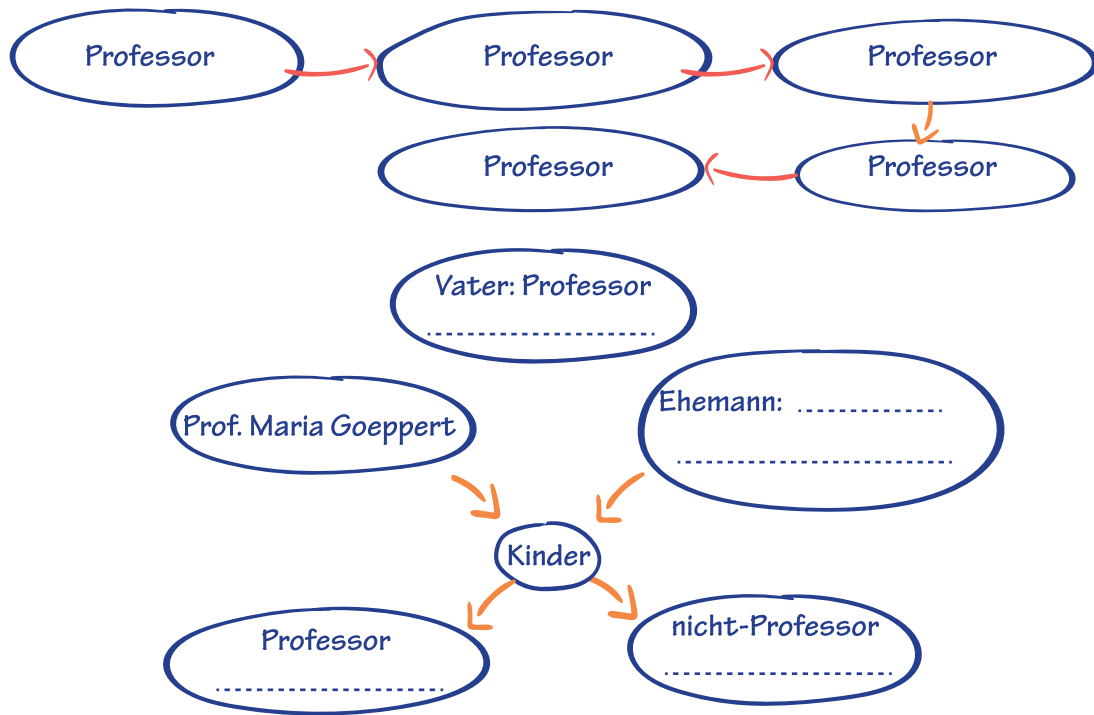 Professor
Professor
Professor
Professor
Professor
Vater: Professor
Ehemann:
Prof. Maria Goeppert
Kinder
Professor
nicht-Professor